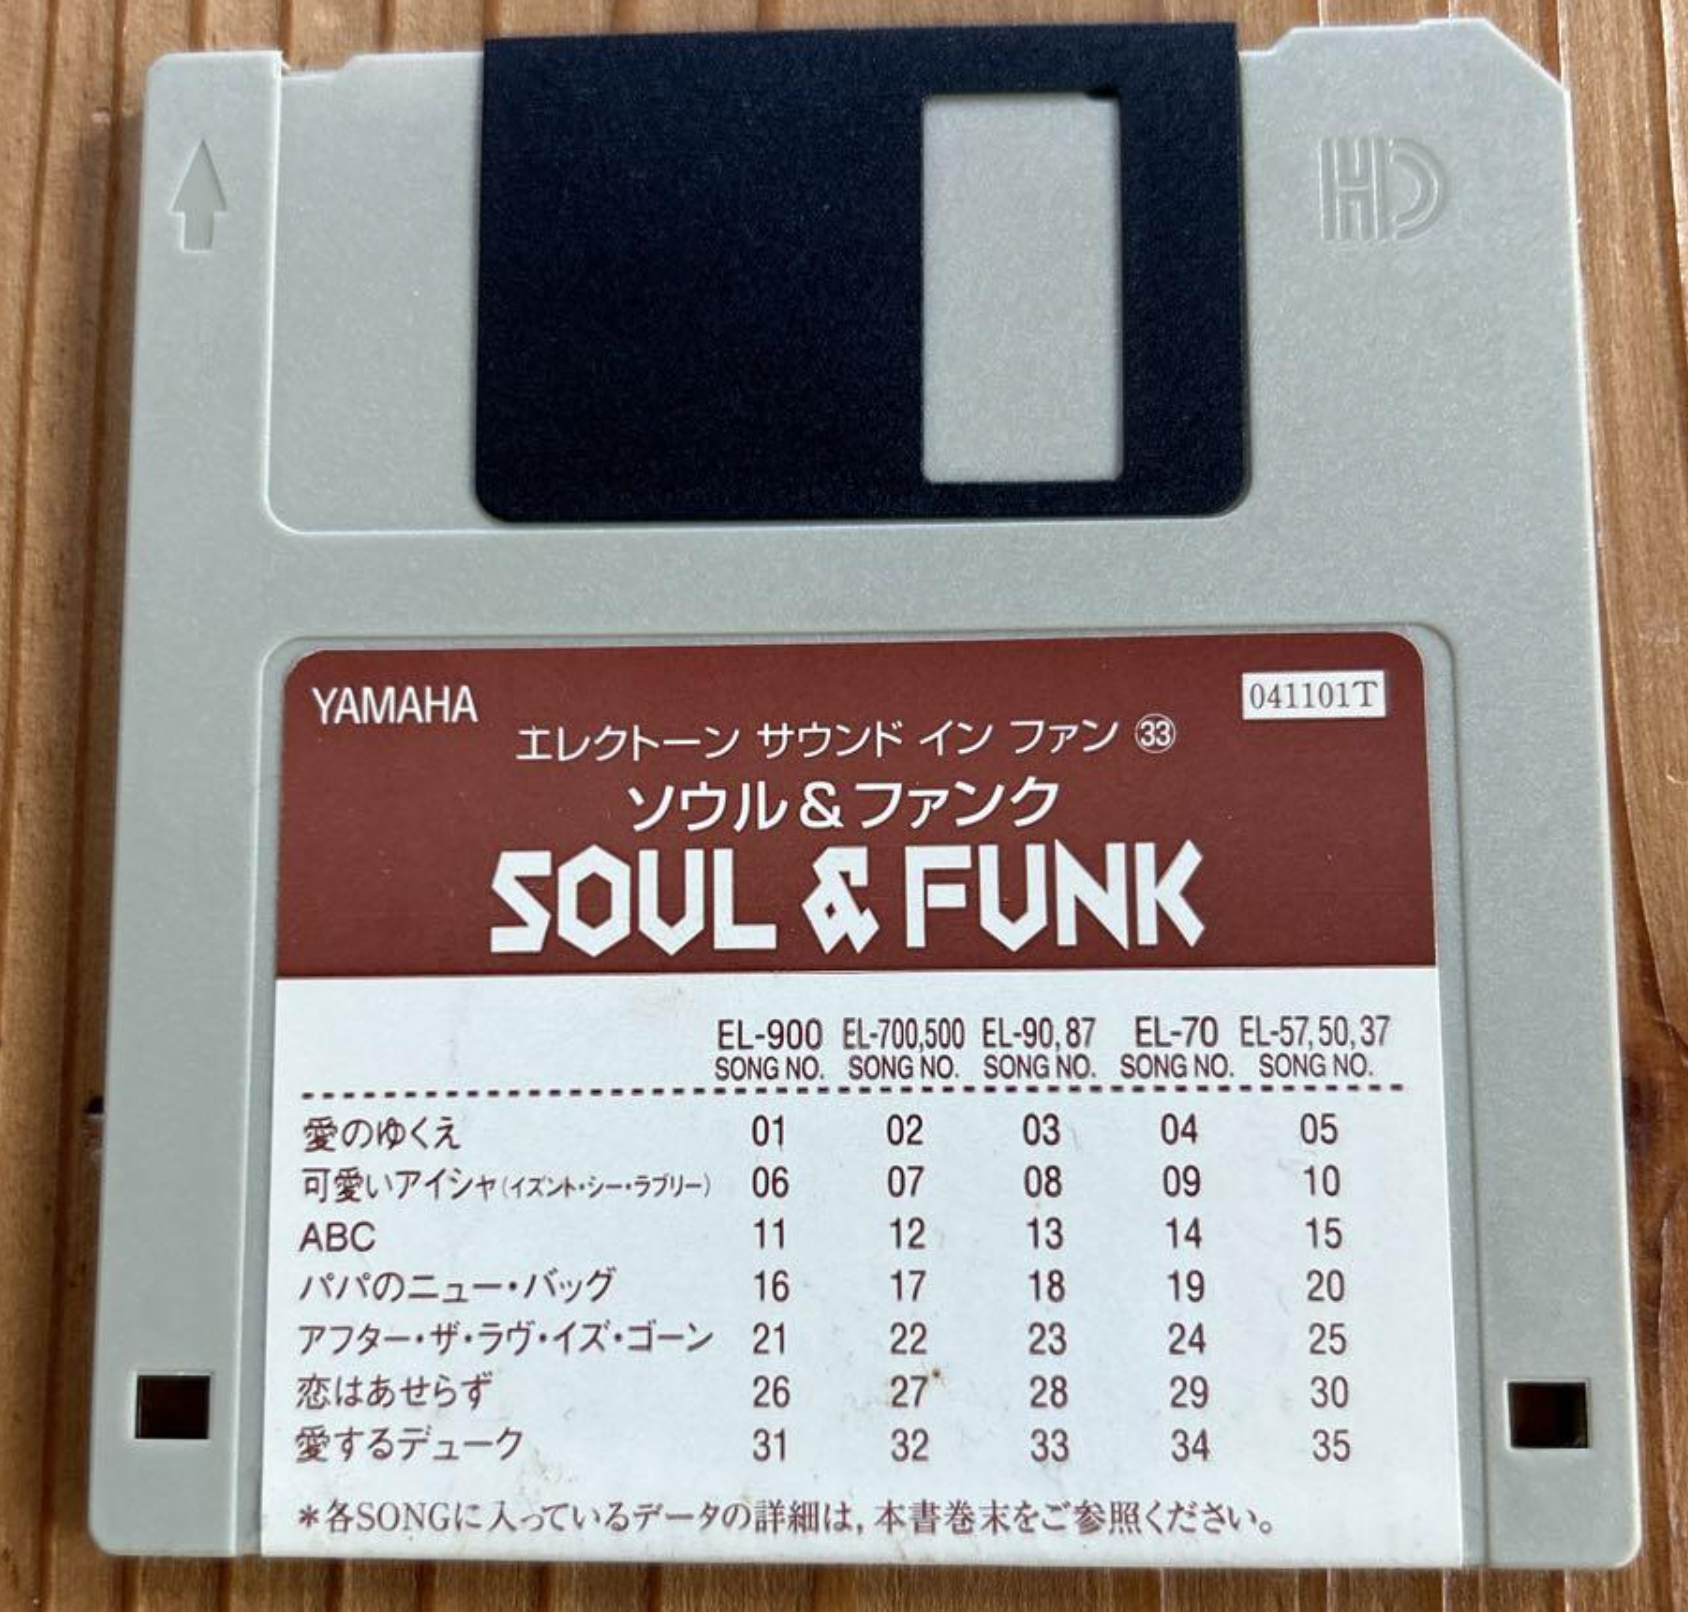 HD
YAMAHA
041101T
エレクトーン サウンド イン ファン ㉝
ソウル&ファンク
SOUL & FUNK
EL-900 EL-700,500 EL-90,87 EL-70 EL-57,50,37
SONG NO. SONG NO. SONG NO. SONG NO. SONG NO.
愛のゆくえ 01 02 03 04 05
可愛いアイシャ(イズント・シー・ラブリー) 06 07 08 09 10
ABC 11 12 13 14 15
パパのニュー・バッグ 16 17 18 19 20
アフター・ザ・ラヴ・イズ・ゴーン 21 22 23 24 25
恋はあせらず 26 27 28 29 30
愛するデューク 31 32 33 34 35
*各SONGに入っているデータの詳細は,本書巻末をご参照ください。